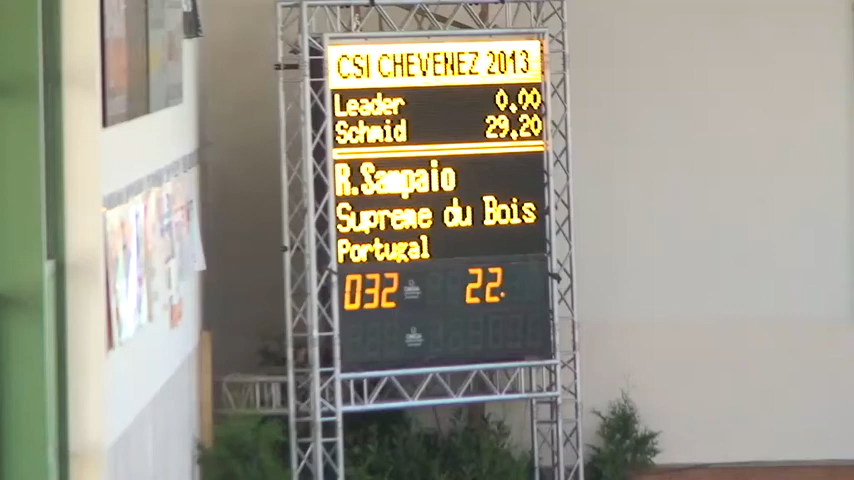 CSI CHEVENEZ 2013
Leader 0.00
Schmid 29.20
R.Sampaio
Supreme du Bois
Portugal
032 22.